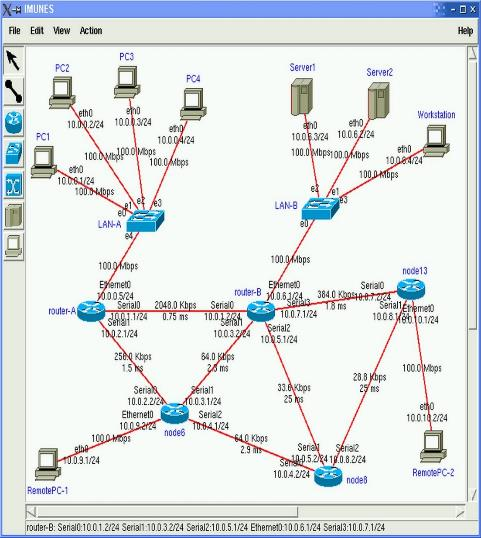 IMUNES
File Edit View Action Help
PC2
PC3
PC4
Server1
Server2
Workstation
PC1
eth0
10.0.0.2/24
eth0
10.0.0.3/24
eth0
10.0.0.4/24
eth0
10.0.6.3/24
eth0
10.0.6.2/24
eth0
10.0.6.4/24
eth0
10.0.0.1/24
100.0 Mbps
100.0 Mbps
100.0 Mbps
100.0 Mbps
100.0 Mbps
100.0 Mbps
100.0 Mbps
e0
e1
e2
e3
e4
LAN-A
e2
e1
e3
e0
LAN-B
100.0 Mbps
100.0 Mbps
Ethernet0
10.0.0.5/24
Ethernet0
10.0.6.1/24
node13
router-A
Serial0
10.0.1.1/24
2048.0 Kbps
0.75 ms
Serial0
10.0.1.2/24
router-B
Serial3
10.0.7.1/24
384.0 Kbps
1.8 ms
Serial0
10.0.7.2/24
Ethernet0
10.0.10.1/24
Serial1
10.0.2.1/24
Serial1
10.0.3.2/24
Serial2
10.0.5.1/24
256.0 Kbps
1.5 ms
64.0 Kbps
2.3 ms
33.6 Kbps
25 ms
28.8 Kbps
25 ms
100.0 Mbps
Serial0
10.0.2.2/24
Serial1
10.0.3.1/24
Ethernet0
10.0.9.2/24
node6
Serial2
10.0.4.1/24
eth0
10.0.10.2/24
100.0 Mbps
64.0 Kbps
2.9 ms
Serial1
10.0.5.2/24
Serial2
10.0.8.2/24
eth0
10.0.9.1/24
10.0.4.2/24
node8
RemotePC-1
RemotePC-2
router-B: Serial0:10.0.1.2/24 Serial1:10.0.3.2/24 Serial2:10.0.5.1/24 Ethernet0:10.0.6.1/24 Serial3:10.0.7.1/24